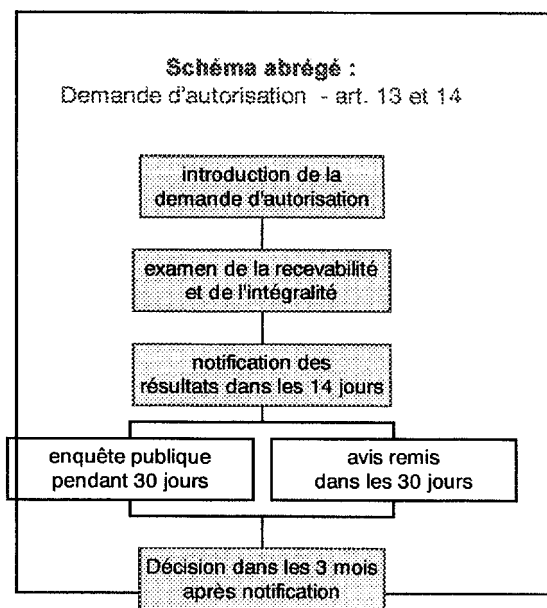 Schéma abrégé :
Demande d'autorisation - art. 13 et 14
introduction de la
demande d'autorisation
examen de la recevabilité
et de l'intégralité
notification des
résultats dans les 14 jours
enquête publique
pendant 30 jours
avis remis
dans les 30 jours
Décision dans les 3 mois
après notification